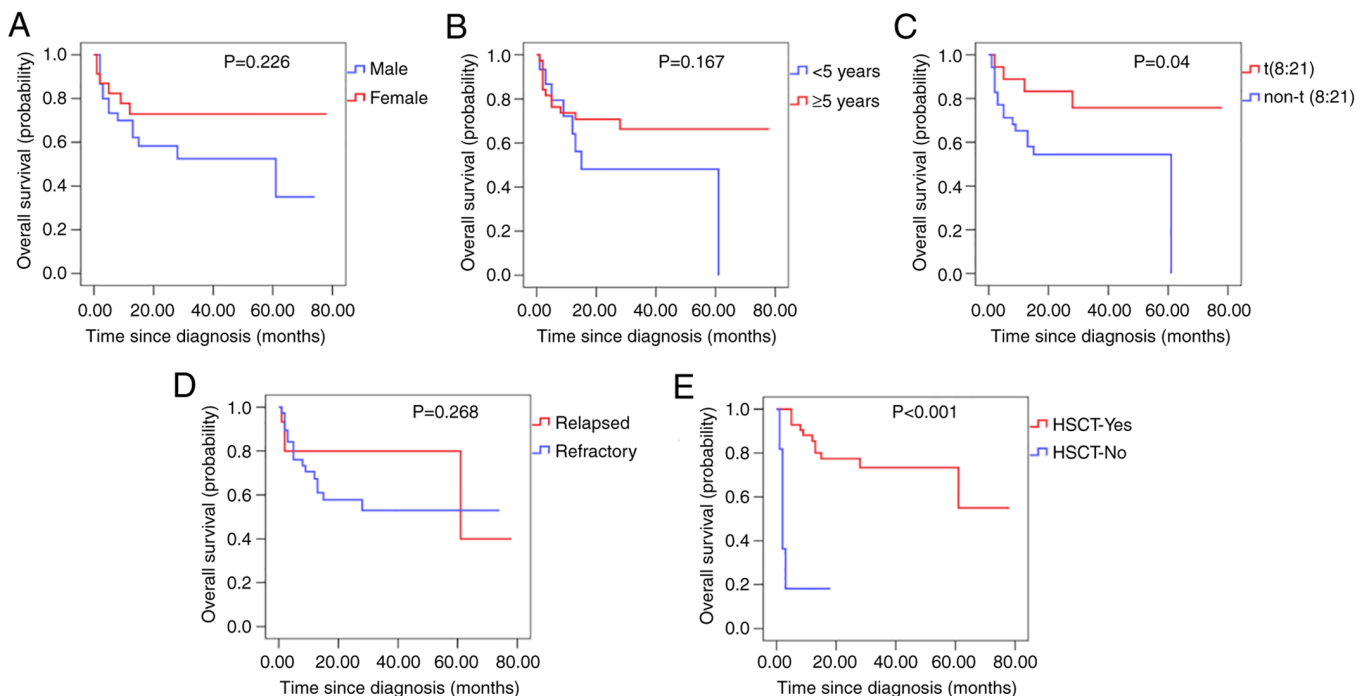 A
P=0.226
Male
Female
Overall survival (probability)
1.0
0.8
0.6
0.4
0.2
0.0
0.00 20.00 40.00 60.00 80.00
Time since diagnosis (months)
B
P=0.167
<5 years
≥5 years
Overall survival (probability)
1.0
0.8
0.6
0.4
0.2
0.0
0.00 20.00 40.00 60.00 80.00
Time since diagnosis (months)
C
P=0.04
t(8:21)
non-t (8:21)
Overall survival (probability)
1.0
0.8
0.6
0.4
0.2
0.0
0.00 20.00 40.00 60.00 80.00
Time since diagnosis (months)
D
P=0.268
Relapsed
Refractory
Overall survival (probability)
1.0
0.8
0.6
0.4
0.2
0.0
0.00 20.00 40.00 60.00 80.00
Time since diagnosis (months)
E
P<0.001
HSCT-Yes
HSCT-No
Overall survival (probability)
1.0
0.8
0.6
0.4
0.2
0.0
0.00 20.00 40.00 60.00 80.00
Time since diagnosis (months)